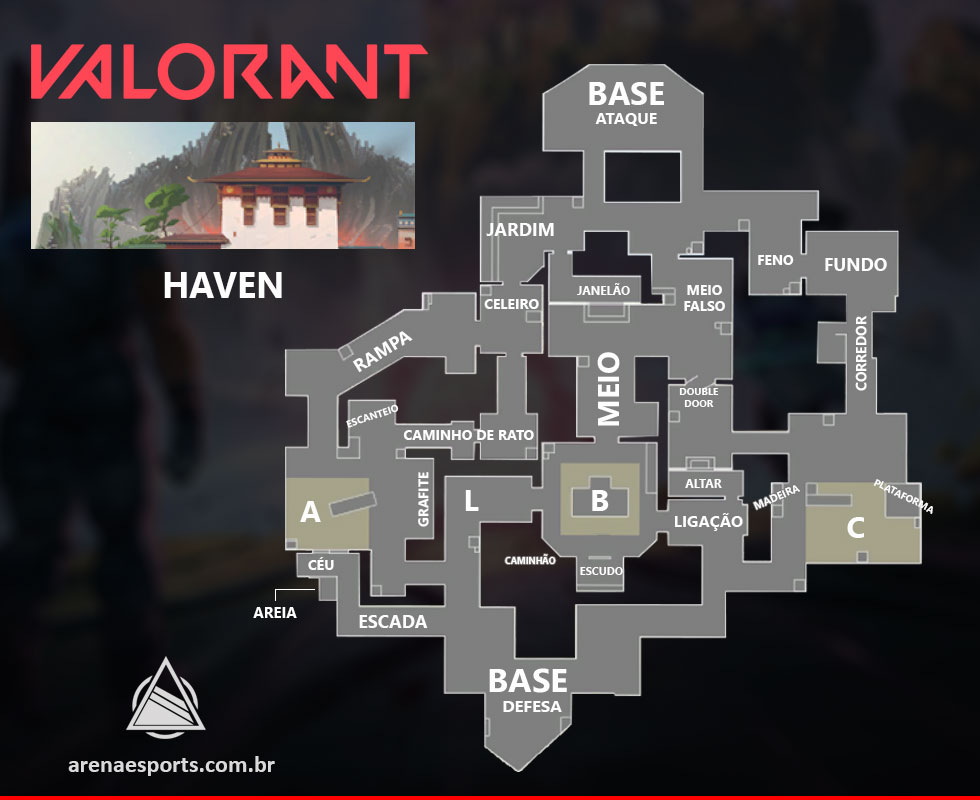 VALORANT
HAVEN
BASE
ATAQUE
JARDIM
FENO
FUNDO
JANELÃO
MEIO
FALSO
CELEIRO
RAMPA
CORREDOR
MEIO
DOUBLE
DOOR
ESCANTEIO
CAMINHO DE RATO
GRAFITE
A
L
B
ALTAR
MADEIRA
PLATAFORMA
LIGAÇÃO
C
CAMINHÃO
CÉU
ESCUDO
AREIA
ESCADA
BASE
DEFESA
arenaesports.com.br